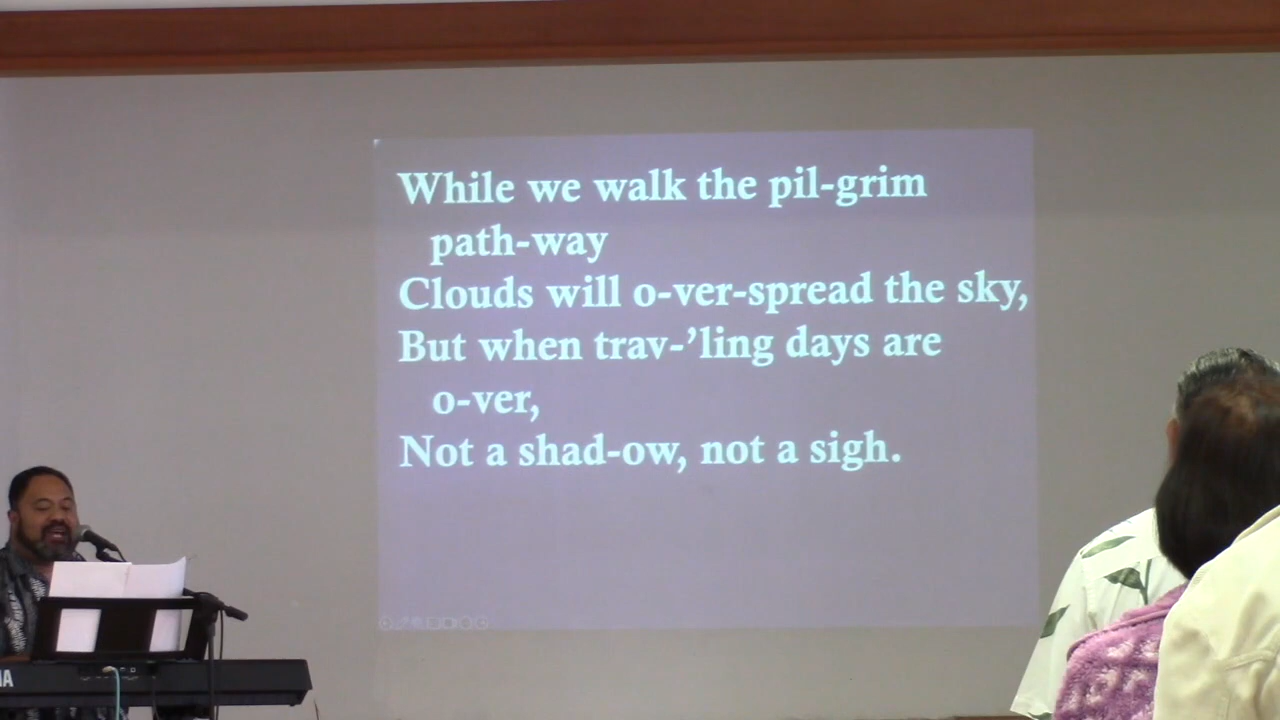 While we walk the pil-grim
path-way
Clouds will o-ver-spread the sky,
But when trav-’ling days are
o-ver,
Not a shad-ow, not a sigh.